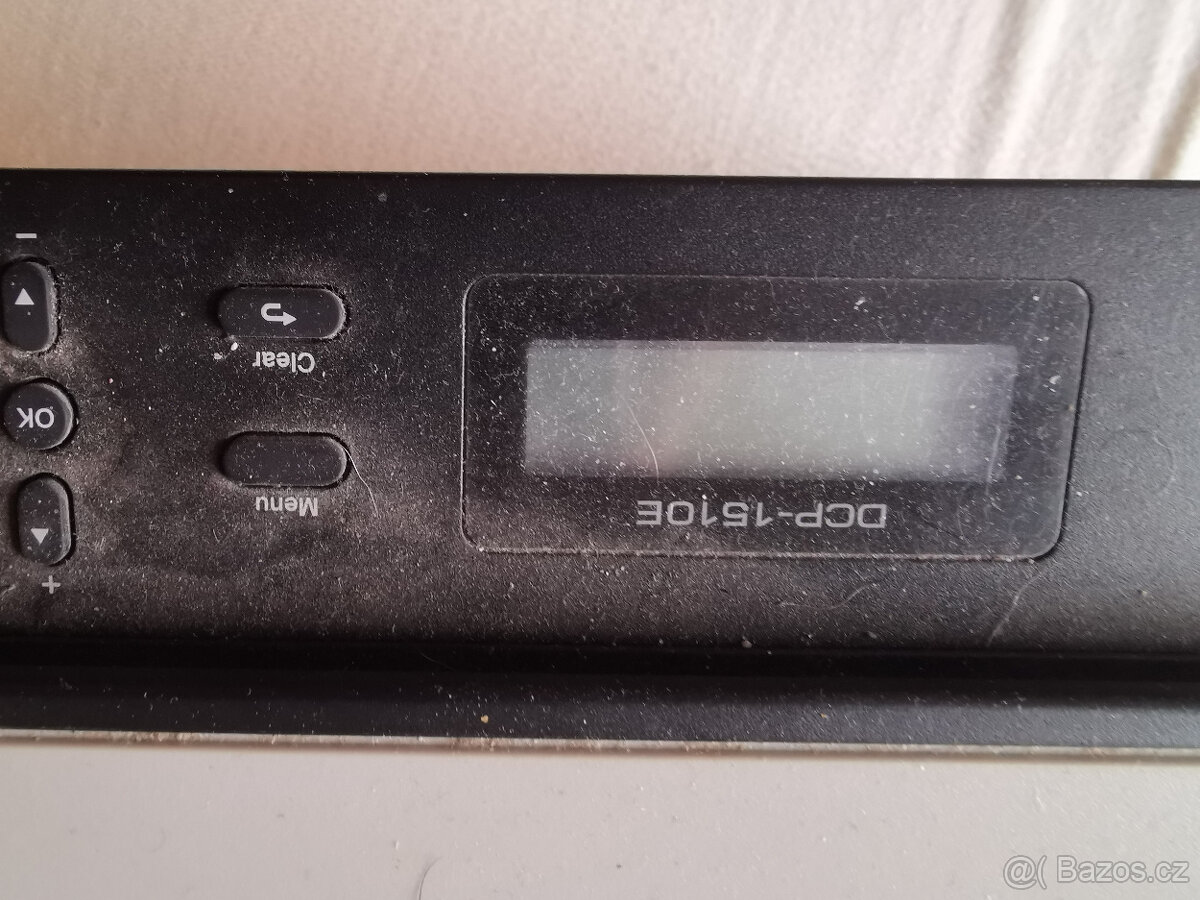 DCP-1510E
Menu
Clear
+
OK
-
@( Bazos.cz